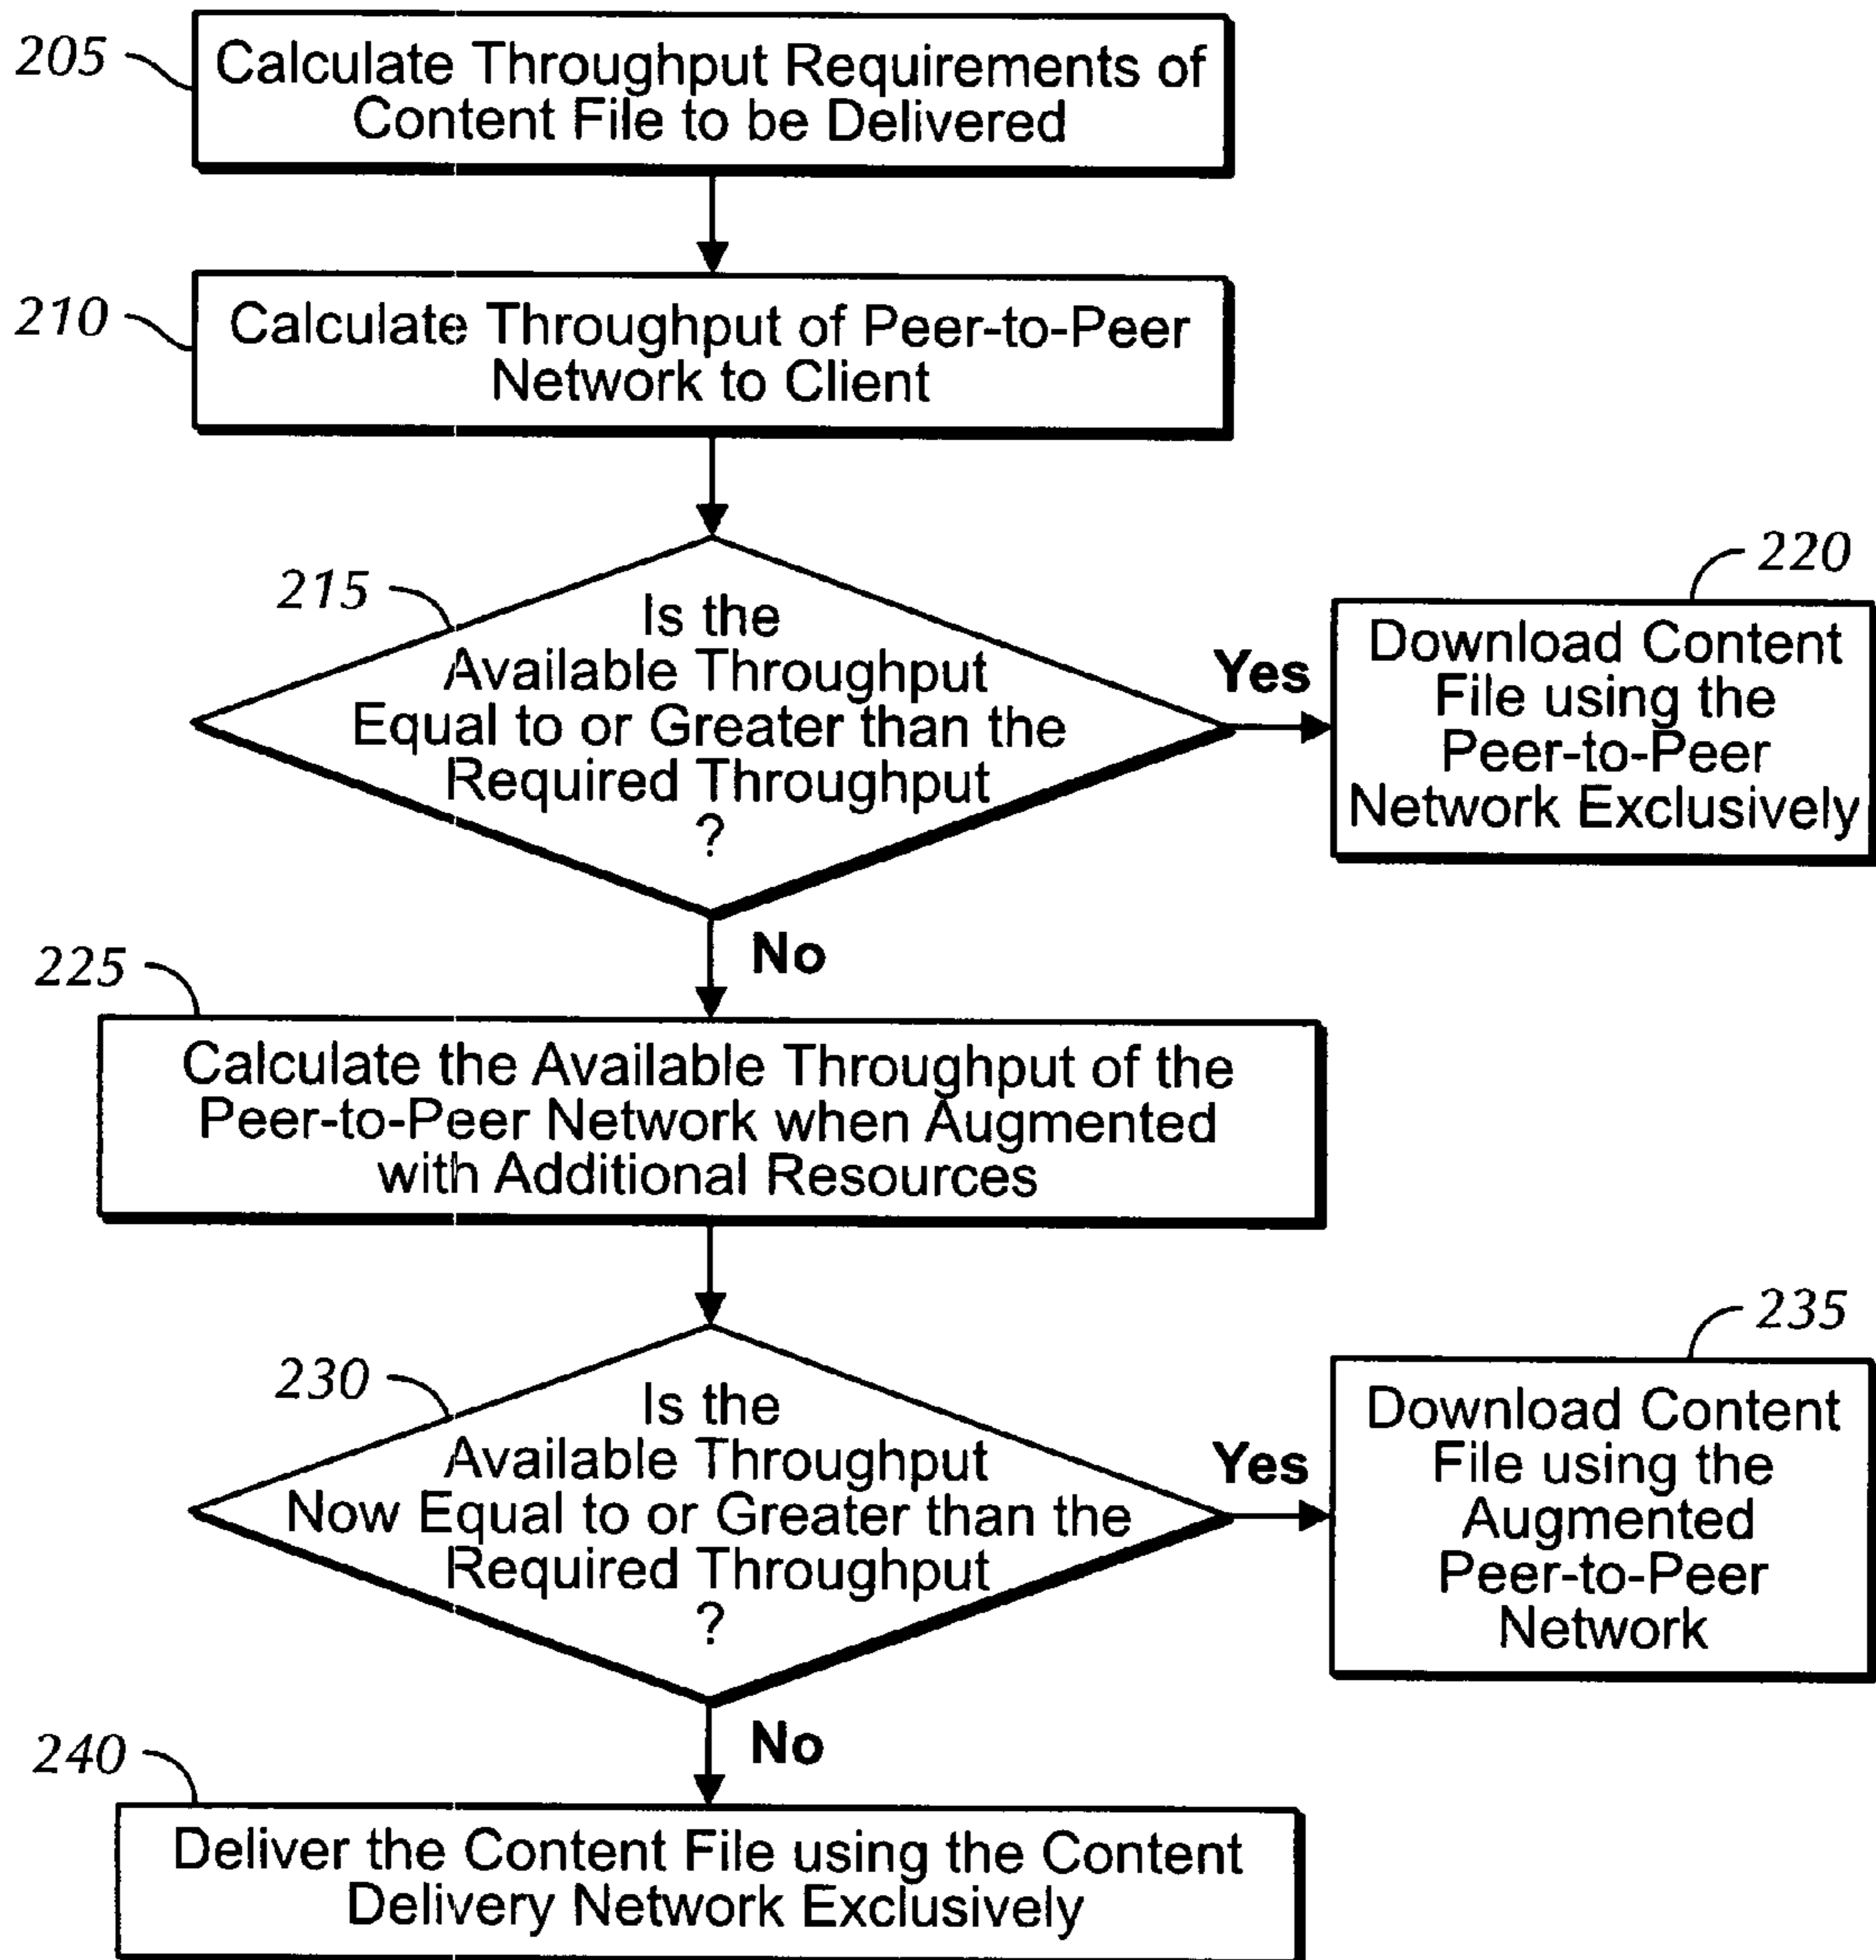 205
Calculate Throughput Requirements of
Content File to be Delivered
210
Calculate Throughput of Peer-to-Peer
Network to Client
215
Is the
Available Throughput
Equal to or Greater than the
Required Throughput
?
Yes
220
Download Content
File using the
Peer-to-Peer
Network Exclusively
No
225
Calculate the Available Throughput of the
Peer-to-Peer Network when Augmented
with Additional Resources
230
Is the
Available Throughput
Now Equal to or Greater than the
Required Throughput
?
Yes
235
Download Content
File using the
Augmented
Peer-to-Peer
Network
No
240
Deliver the Content File using the Content
Delivery Network Exclusively